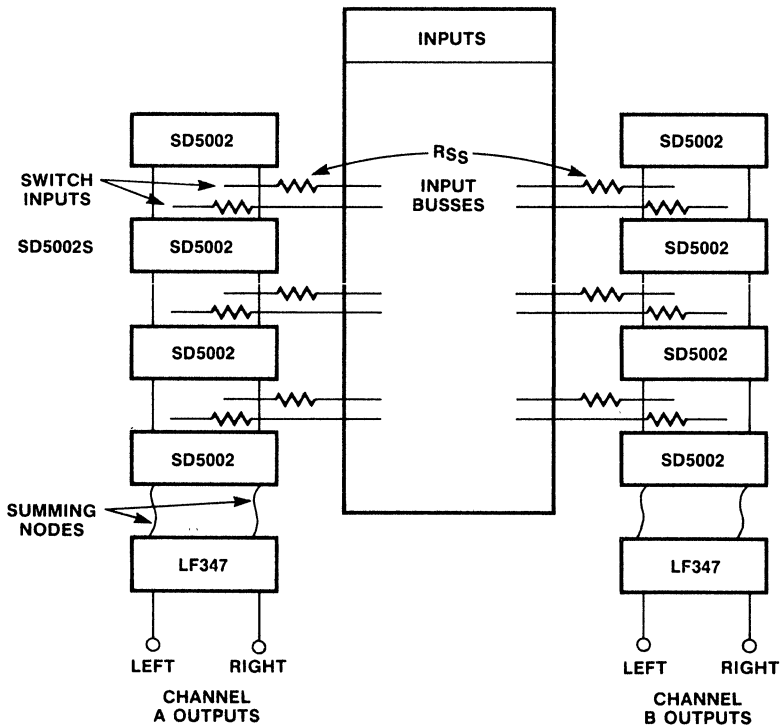 INPUTS
SD5002
SD5002
RSS
SWITCH
INPUTS
INPUT
BUSSES
SD5002S
SD5002
SD5002
SD5002
SD5002
SD5002
SD5002
SUMMING
NODES
LF347
LF347
LEFT
RIGHT
LEFT
RIGHT
CHANNEL
A OUTPUTS
CHANNEL
B OUTPUTS